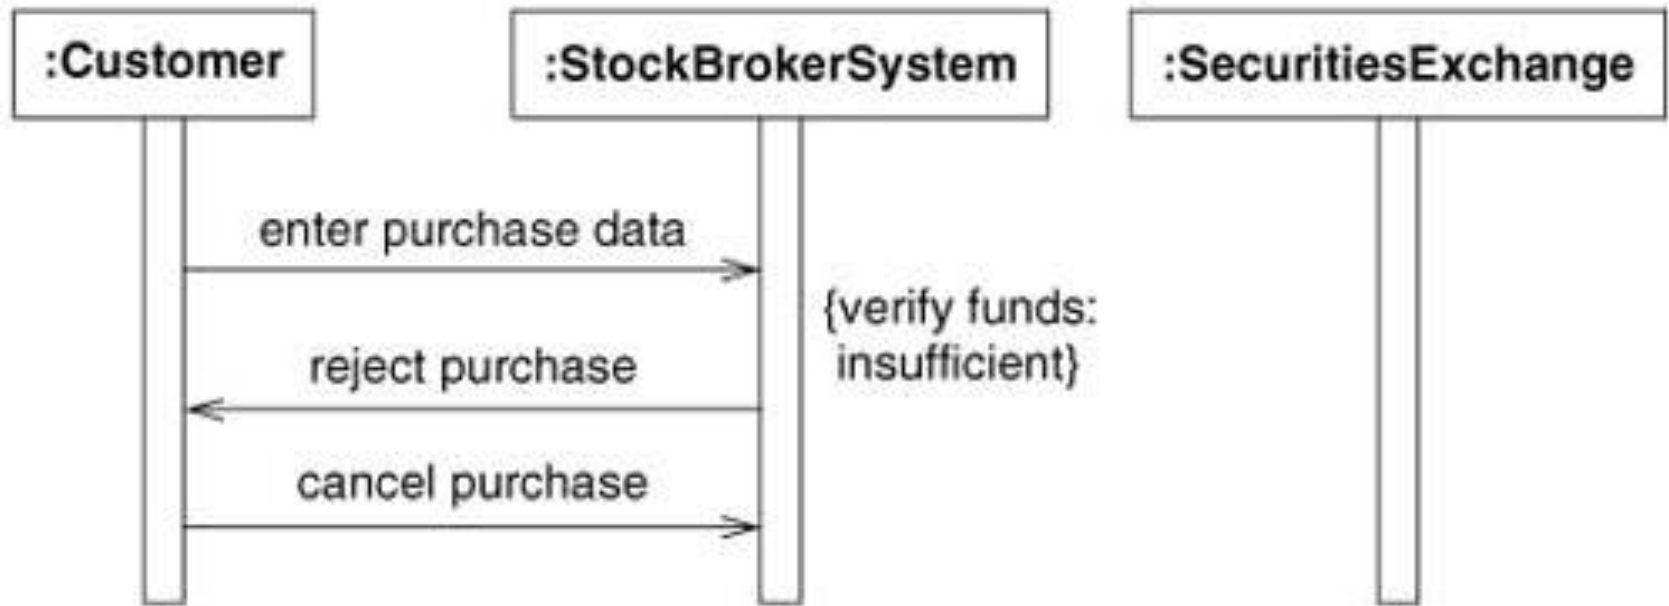 :Customer
:StockBrokerSystem
:SecuritiesExchange
enter purchase data
{verify funds:
insufficient}
reject purchase
cancel purchase